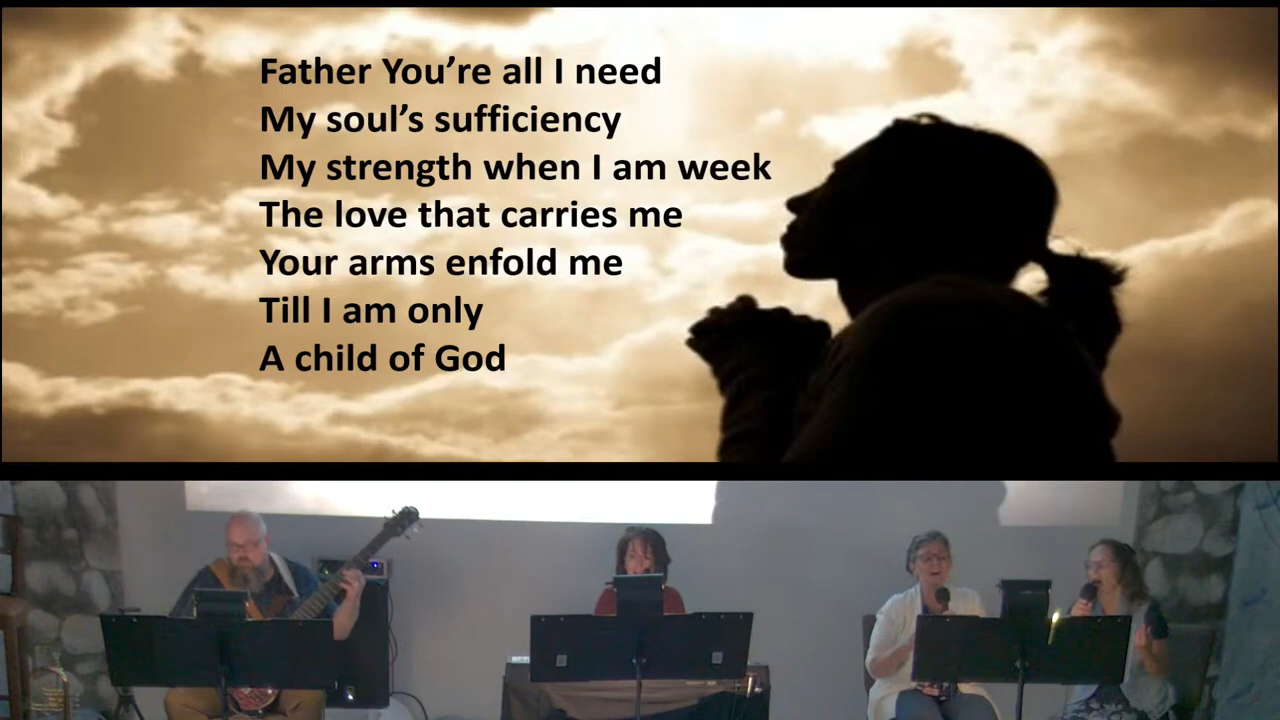 Father You’re all I need
My soul’s sufficiency
My strength when I am week
The love that carries me
Your arms enfold me
Till I am only
A child of God